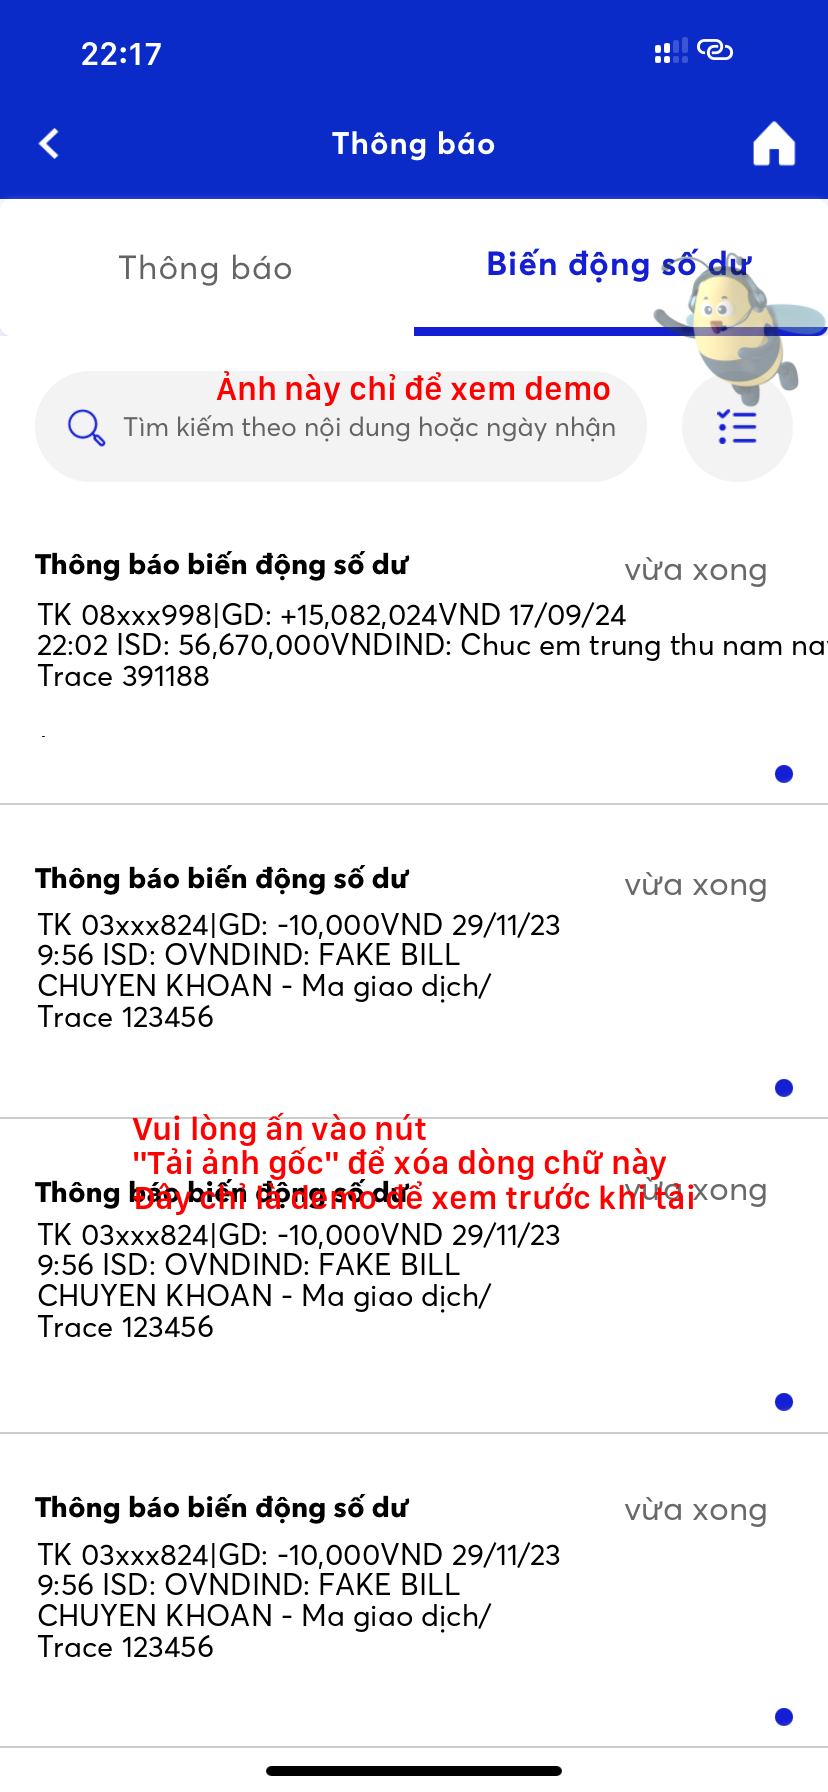 22:17
Thông báo
Thông báo
Biến động số dư
Ảnh này chỉ để xem demo
Tìm kiếm theo nội dung hoặc ngày nhận
Thông báo biến động số dư
vừa xong
TK 08xxx998|GD: +15,082,024VND 17/09/24
22:02 ISD: 56,670,000VNDIND: Chuc em trung thu nam nay
Trace 391188
.
Thông báo biến động số dư
vừa xong
TK 03xxx824|GD: -10,000VND 29/11/23
9:56 ISD: OVNDIND: FAKE BILL
CHUYEN KHOAN - Ma giao dịch/
Trace 123456
Vui lòng ấn vào nút
"Tải ảnh gốc" để xóa dòng chữ này
Đây chỉ là demo để xem trước khi tải
Thông báo biến động số dư
vừa xong
TK 03xxx824|GD: -10,000VND 29/11/23
9:56 ISD: OVNDIND: FAKE BILL
CHUYEN KHOAN - Ma giao dịch/
Trace 123456
Thông báo biến động số dư
vừa xong
TK 03xxx824|GD: -10,000VND 29/11/23
9:56 ISD: OVNDIND: FAKE BILL
CHUYEN KHOAN - Ma giao dịch/
Trace 123456